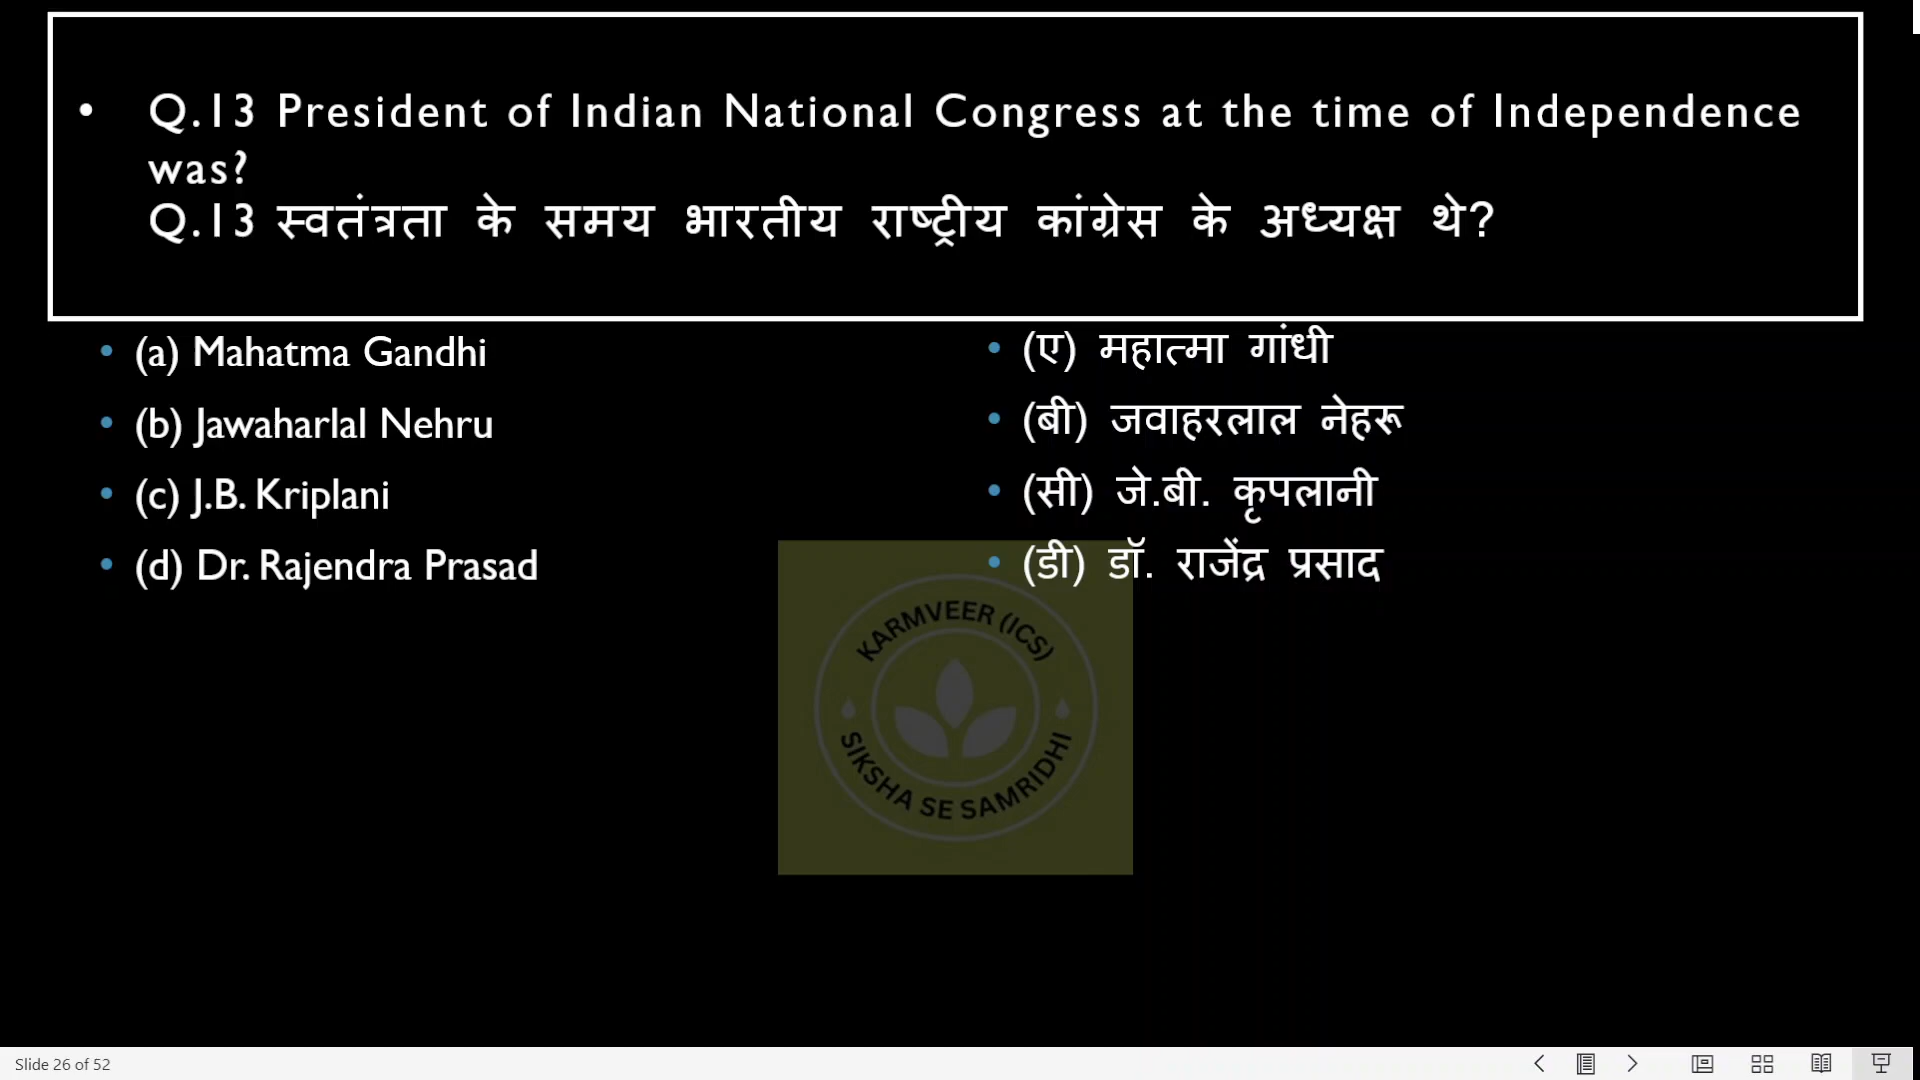 • Q.13 President of Indian National Congress at the time of Independence
was?
Q.13 स्वतंत्रता के समय भारतीय राष्ट्रीय कांग्रेस के अध्यक्ष थे?
• (a) Mahatma Gandhi
• (b) Jawaharlal Nehru
• (c) J.B. Kriplani
• (d) Dr. Rajendra Prasad
• (ए) महात्मा गांधी
• (बी) जवाहरलाल नेहरू
• (सी) जे.बी. कृपलानी
• (डी) डॉ. राजेंद्र प्रसाद
KARMVEER (ICS)
SIKSHA SE SAMRIDHI
Slide 26 of 52